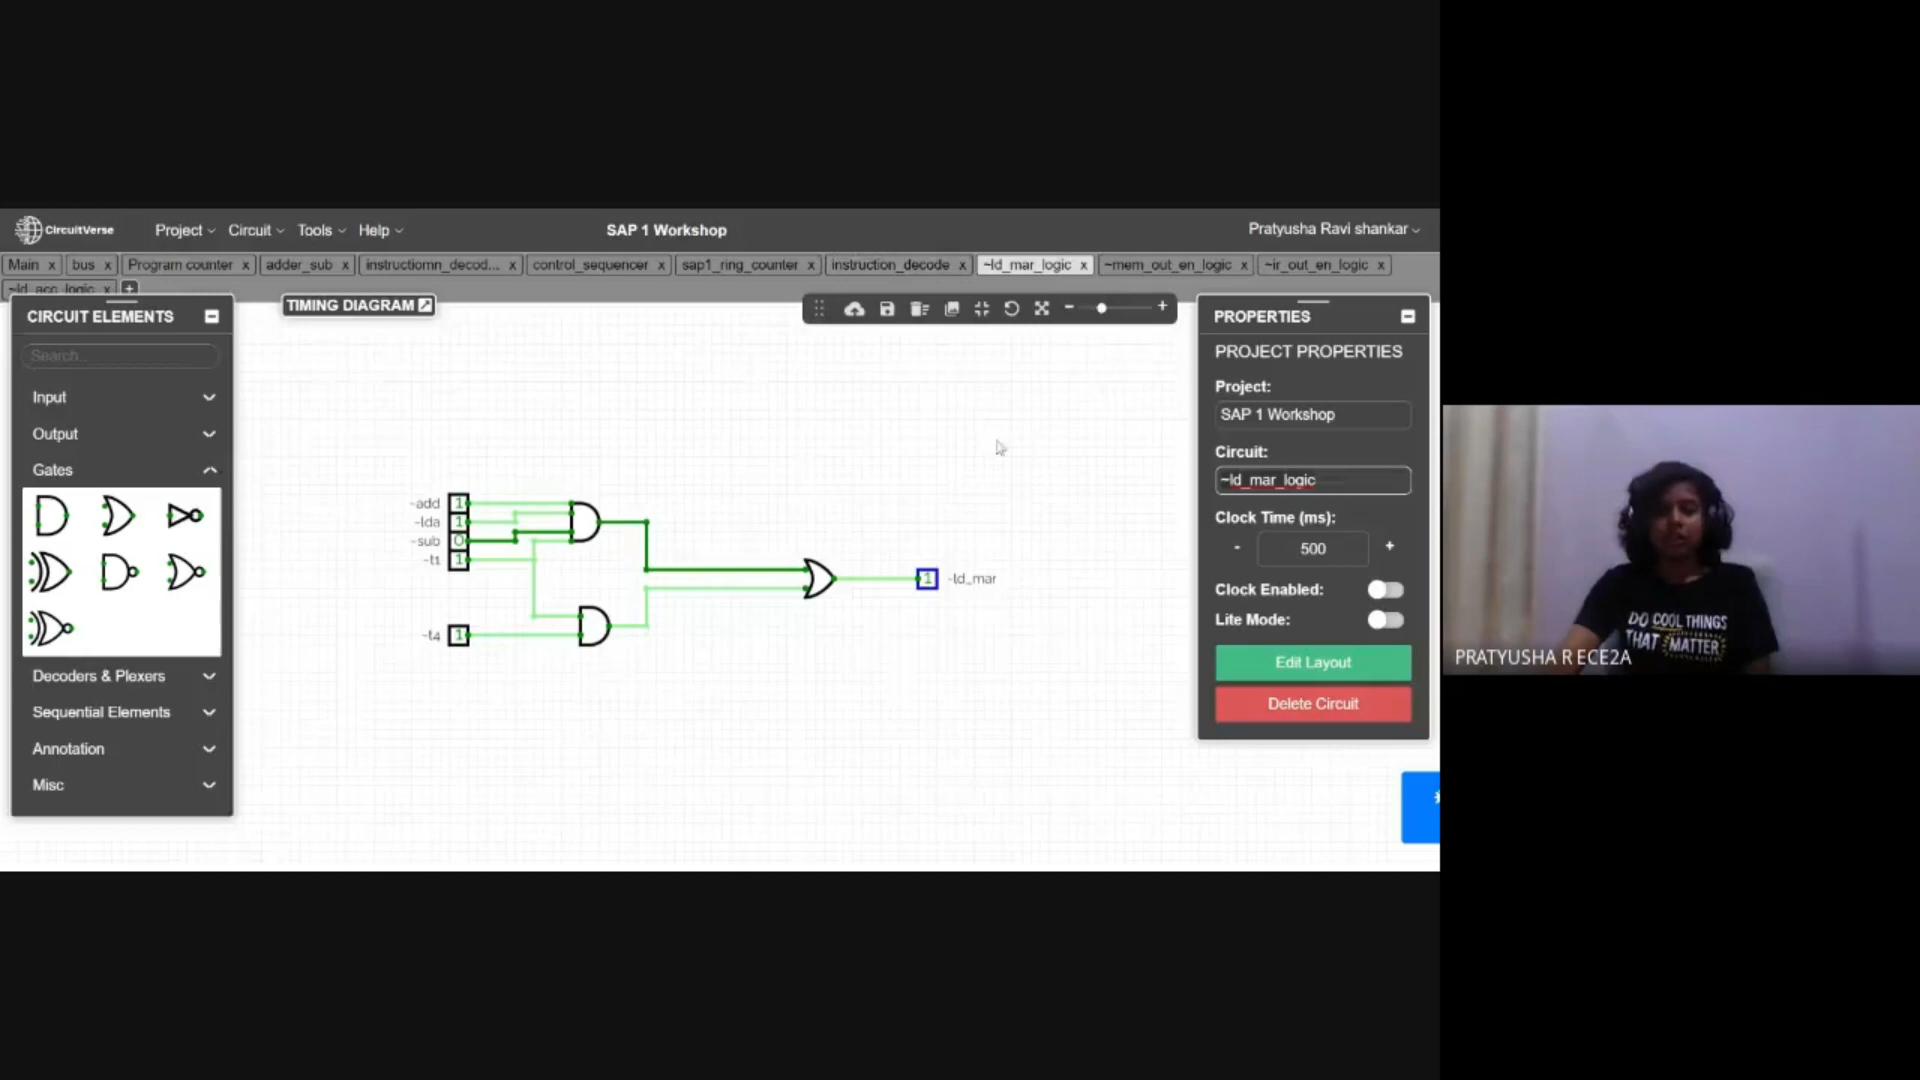 CircuitVerse
Project
Circuit
Tools
Help
SAP 1 Workshop
Pratyusha Ravi shankar
Main x
bus x
Program counter x
adder_sub x
instructiomn_decod... x
control_sequencer x
sap1_ring_counter x
instruction_decode x
~ld_mar_logic x
~mem_out_en_logic x
~ir_out_en_logic x
~ld_acc_logic x
+
CIRCUIT ELEMENTS
Search..
Input
Output
Gates
Decoders & Plexers
Sequential Elements
Annotation
Misc
TIMING DIAGRAM
~add 1
~lda 1
~sub 0
~t1 1
~t4 1
1 ~ld_mar
PROPERTIES
PROJECT PROPERTIES
Project:
SAP 1 Workshop
Circuit:
~ld_mar_logic
Clock Time (ms):
- 500 +
Clock Enabled:
Lite Mode:
Edit Layout
Delete Circuit
DO COOL THINGS
THAT MATTER
PRATYUSHA R ECE2A